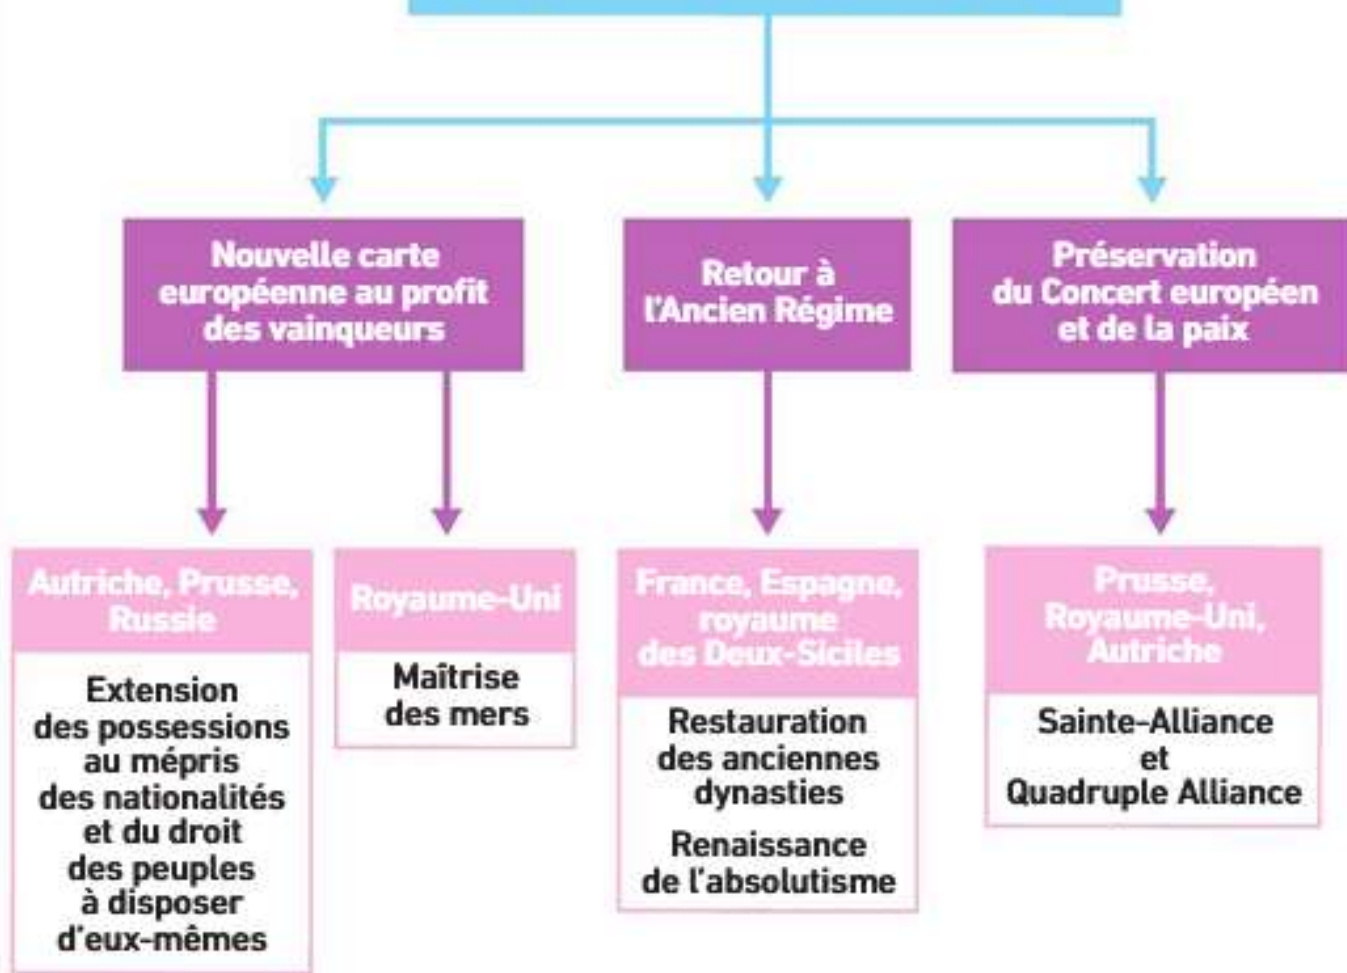 Nouvelle carte
européenne au profit
des vainqueurs
Retour à
l'Ancien Régime
Préservation
du Concert européen
et de la paix
Autriche, Prusse,
Russie
Extension
des possessions
au mépris
des nationalités
et du droit
des peuples
à disposer
d'eux-mêmes
Royaume-Uni
Maîtrise
des mers
France, Espagne,
royaume
des Deux-Siciles
Restauration
des anciennes
dynasties
Renaissance
de l'absolutisme
Prusse,
Royaume-Uni,
Autriche
Sainte-Alliance
et
Quadruple Alliance